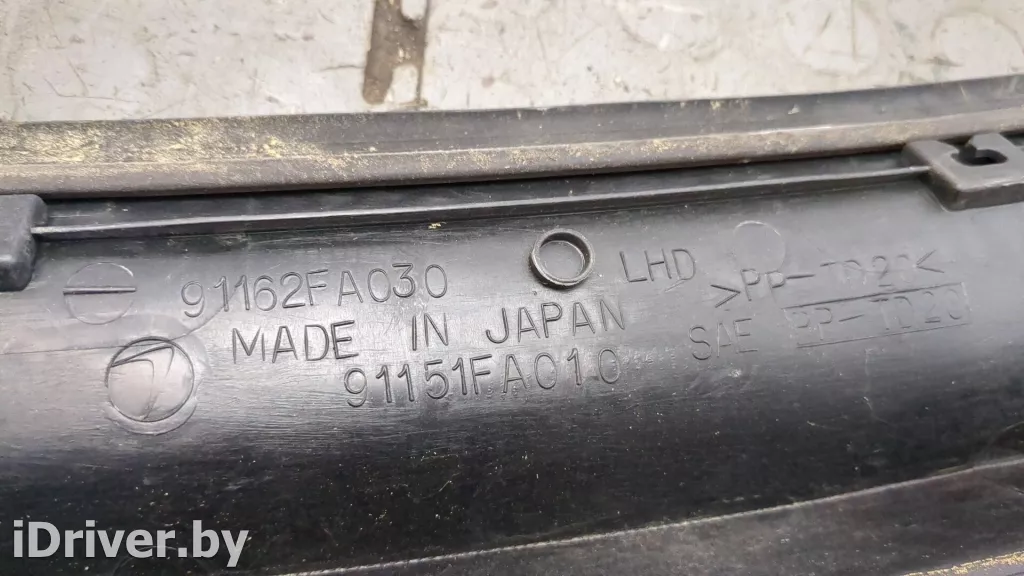 91162FA030 LHD >PP-TD20<
MADE IN JAPAN SAE PP-TD20
91151FA010
iDriver.by